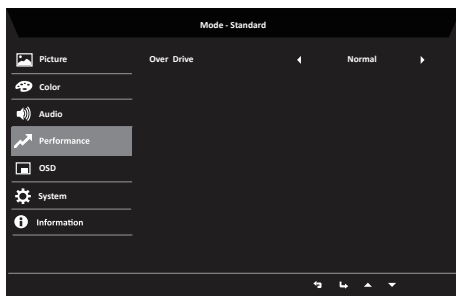 Mode - Standard
Picture
Over Drive Normal
Color
Audio
Performance
OSD
System
Information